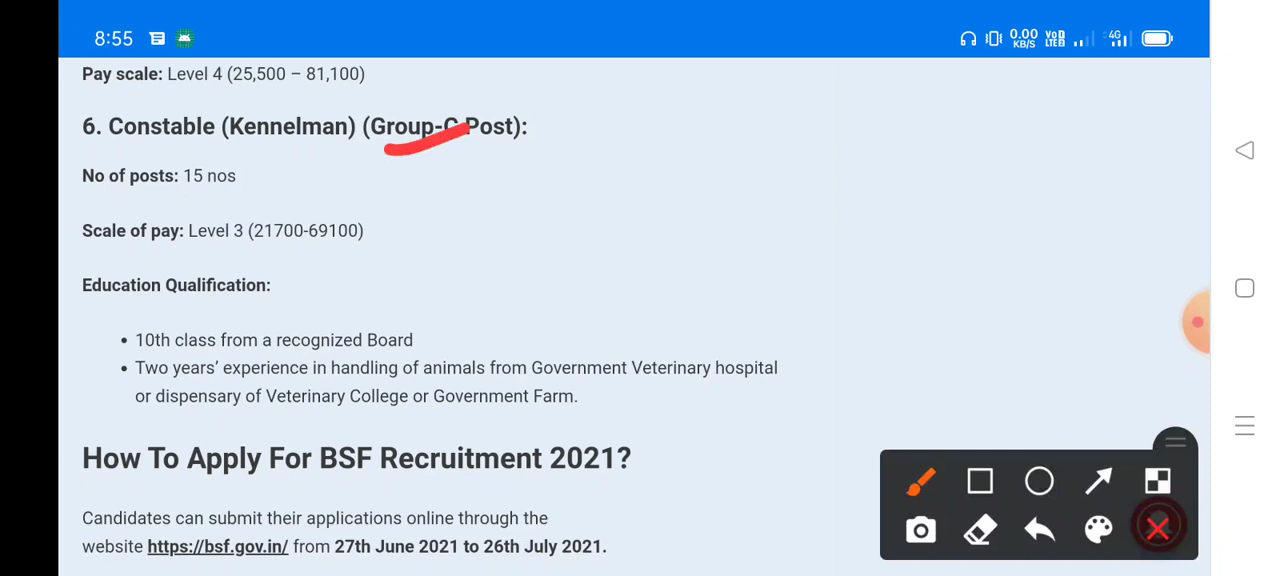 8:55
0.00 KB/S VoD LTE2 4G
Pay scale: Level 4 (25,500 – 81,100)
6. Constable (Kennelman) (Group-C Post):
No of posts: 15 nos
Scale of pay: Level 3 (21700-69100)
Education Qualification:
• 10th class from a recognized Board
• Two years’ experience in handling of animals from Government Veterinary hospital
or dispensary of Veterinary College or Government Farm.
How To Apply For BSF Recruitment 2021?
Candidates can submit their applications online through the
website https://bsf.gov.in/ from 27th June 2021 to 26th July 2021.